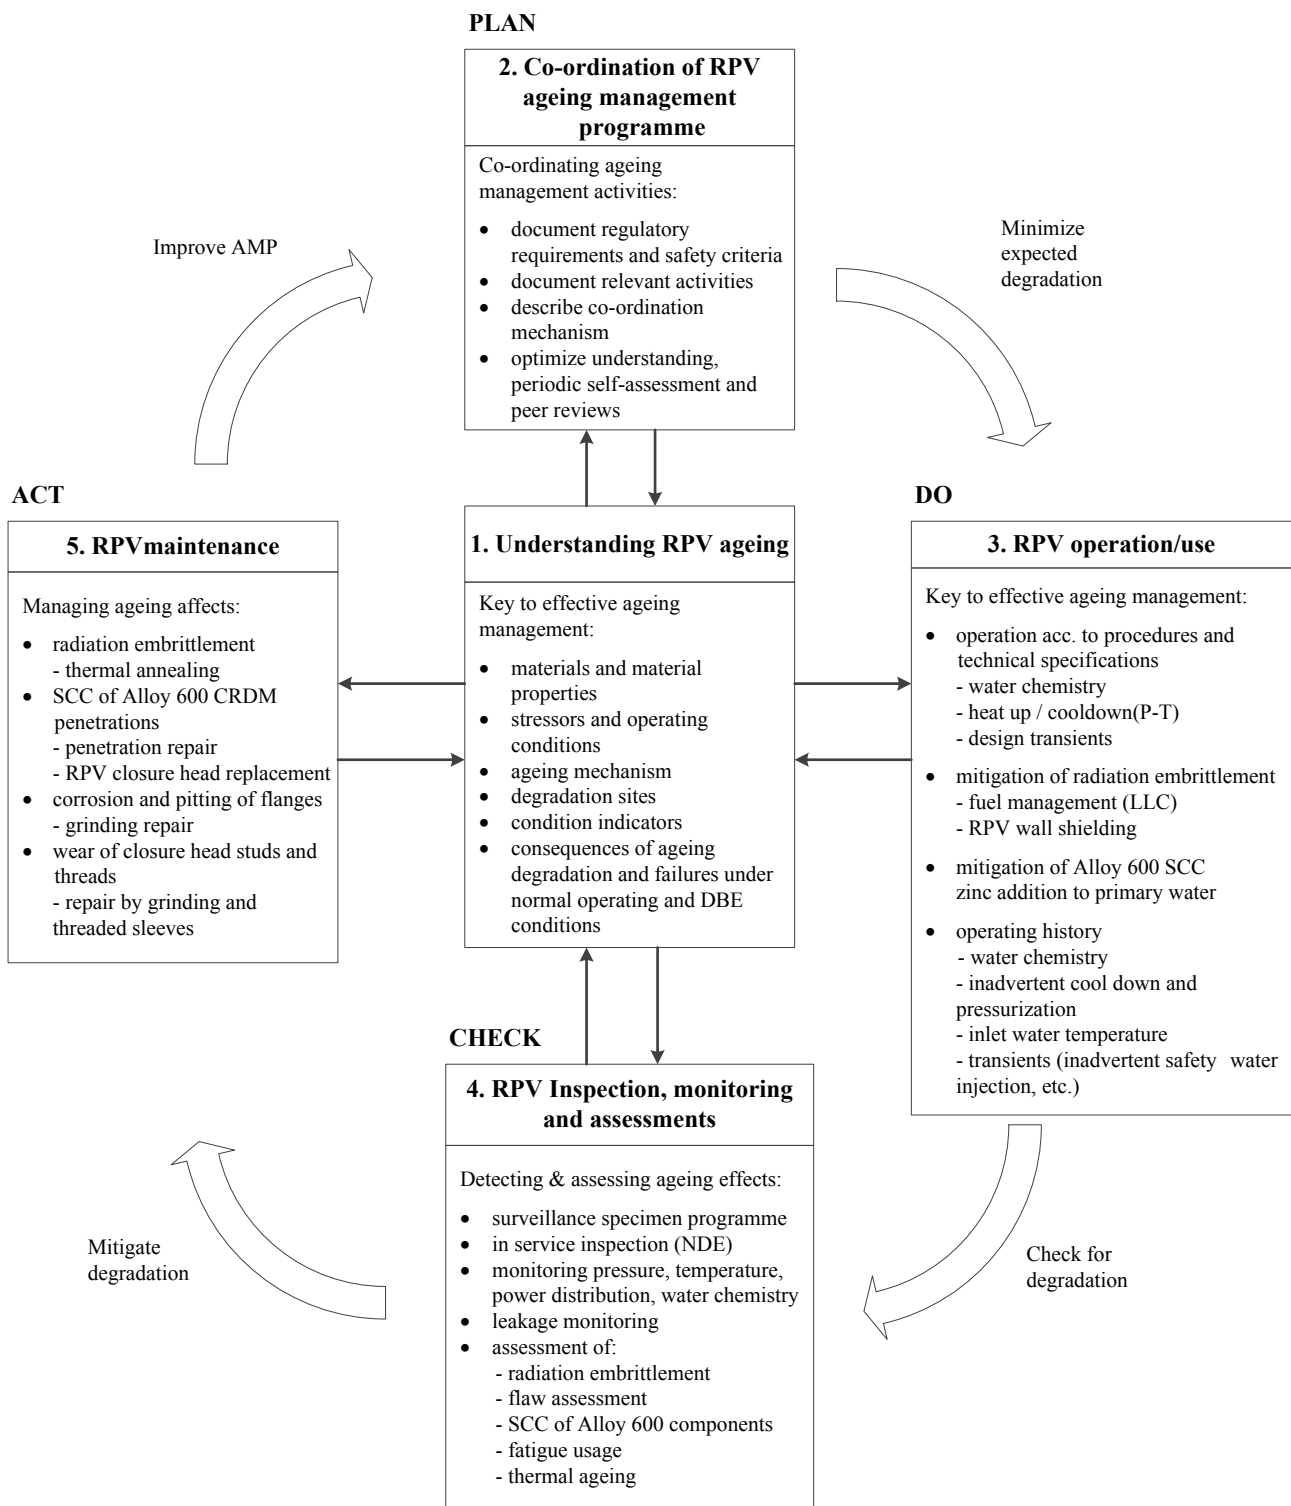 PLAN
2. Co-ordination of RPV
ageing management
programme
Co-ordinating ageing
management activities:
• document regulatory
requirements and safety criteria
• document relevant activities
• describe co-ordination
mechanism
• optimize understanding,
periodic self-assessment and
peer reviews
Improve AMP
Minimize
expected
degradation
ACT
5. RPVmaintenance
Managing ageing affects:
• radiation embrittlement
- thermal annealing
• SCC of Alloy 600 CRDM
penetrations
- penetration repair
- RPV closure head replacement
• corrosion and pitting of flanges
- grinding repair
• wear of closure head studs and
threads
- repair by grinding and
threaded sleeves
1. Understanding RPV ageing
Key to effective ageing
management:
• materials and material
properties
• stressors and operating
conditions
• ageing mechanism
• degradation sites
• condition indicators
• consequences of ageing
degradation and failures under
normal operating and DBE
conditions
DO
3. RPV operation/use
Key to effective ageing management:
• operation acc. to procedures and
technical specifications
- water chemistry
- heat up / cooldown(P-T)
- design transients
• mitigation of radiation embrittlement
- fuel management (LLC)
- RPV wall shielding
• mitigation of Alloy 600 SCC
zinc addition to primary water
• operating history
- water chemistry
- inadvertent cool down and
pressurization
- inlet water temperature
- transients (inadvertent safety water
injection, etc.)
CHECK
4. RPV Inspection, monitoring
and assessments
Detecting & assessing ageing effects:
• surveillance specimen programme
• in service inspection (NDE)
• monitoring pressure, temperature,
power distribution, water chemistry
• leakage monitoring
• assessment of:
- radiation embrittlement
- flaw assessment
- SCC of Alloy 600 components
- fatigue usage
- thermal ageing
Mitigate
degradation
Check for
degradation